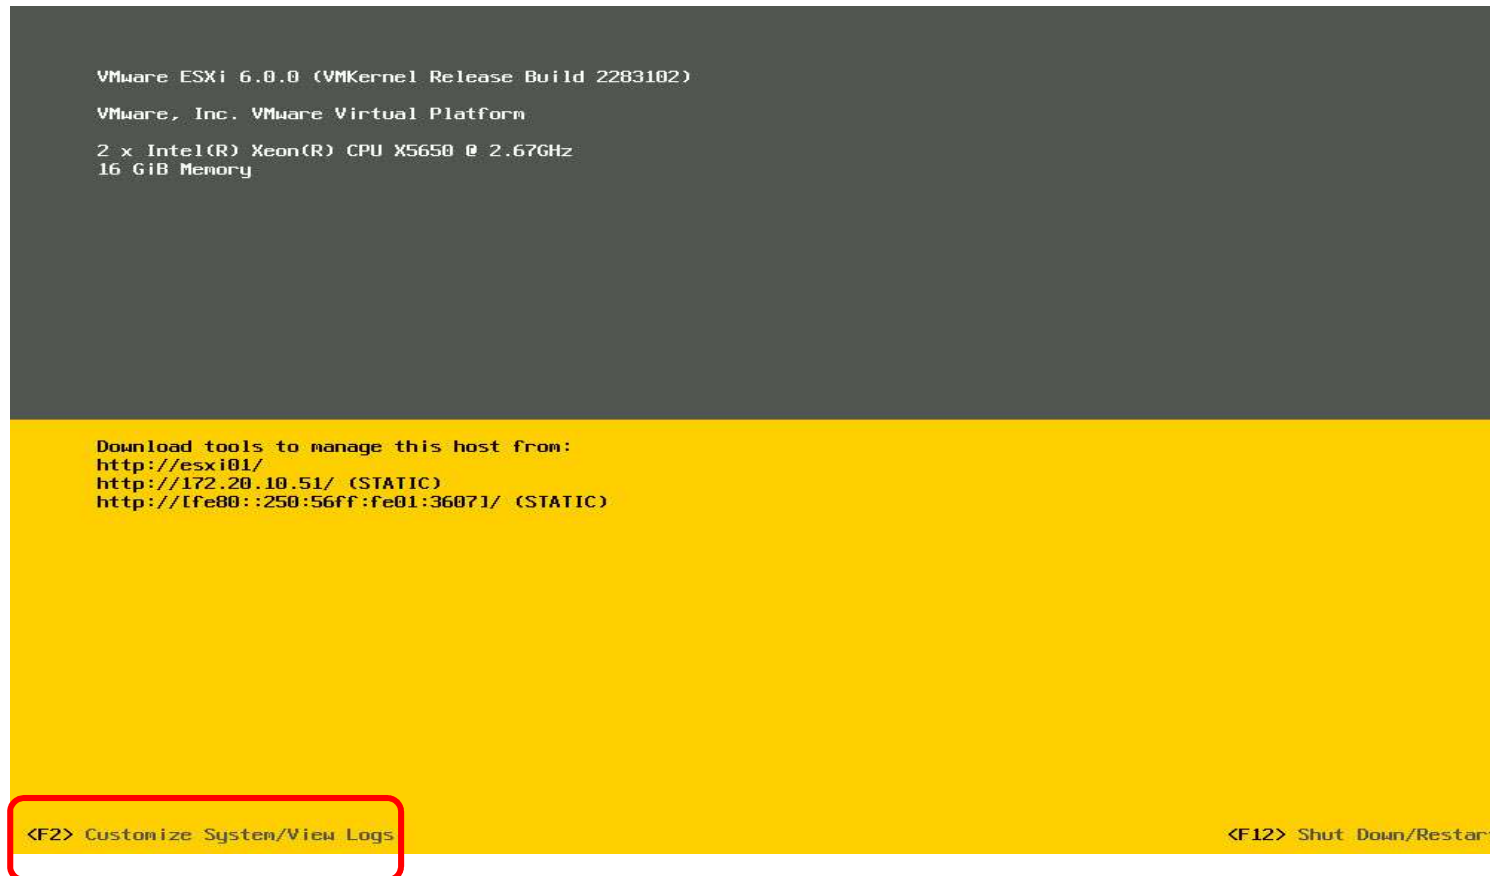 VMware ESXi 6.0.0 (VMKernel Release Build 2283102)
VMware, Inc. VMware Virtual Platform
2 x Intel(R) Xeon(R) CPU X5650 @ 2.67GHz
16 GiB Memory
Download tools to manage this host from:
http://esxi01/
http://172.20.10.51/ (STATIC)
http://[fe80::250:56ff:fe01:3607]/ (STATIC)
<F2> Customize System/View Logs
<F12> Shut Down/Restar